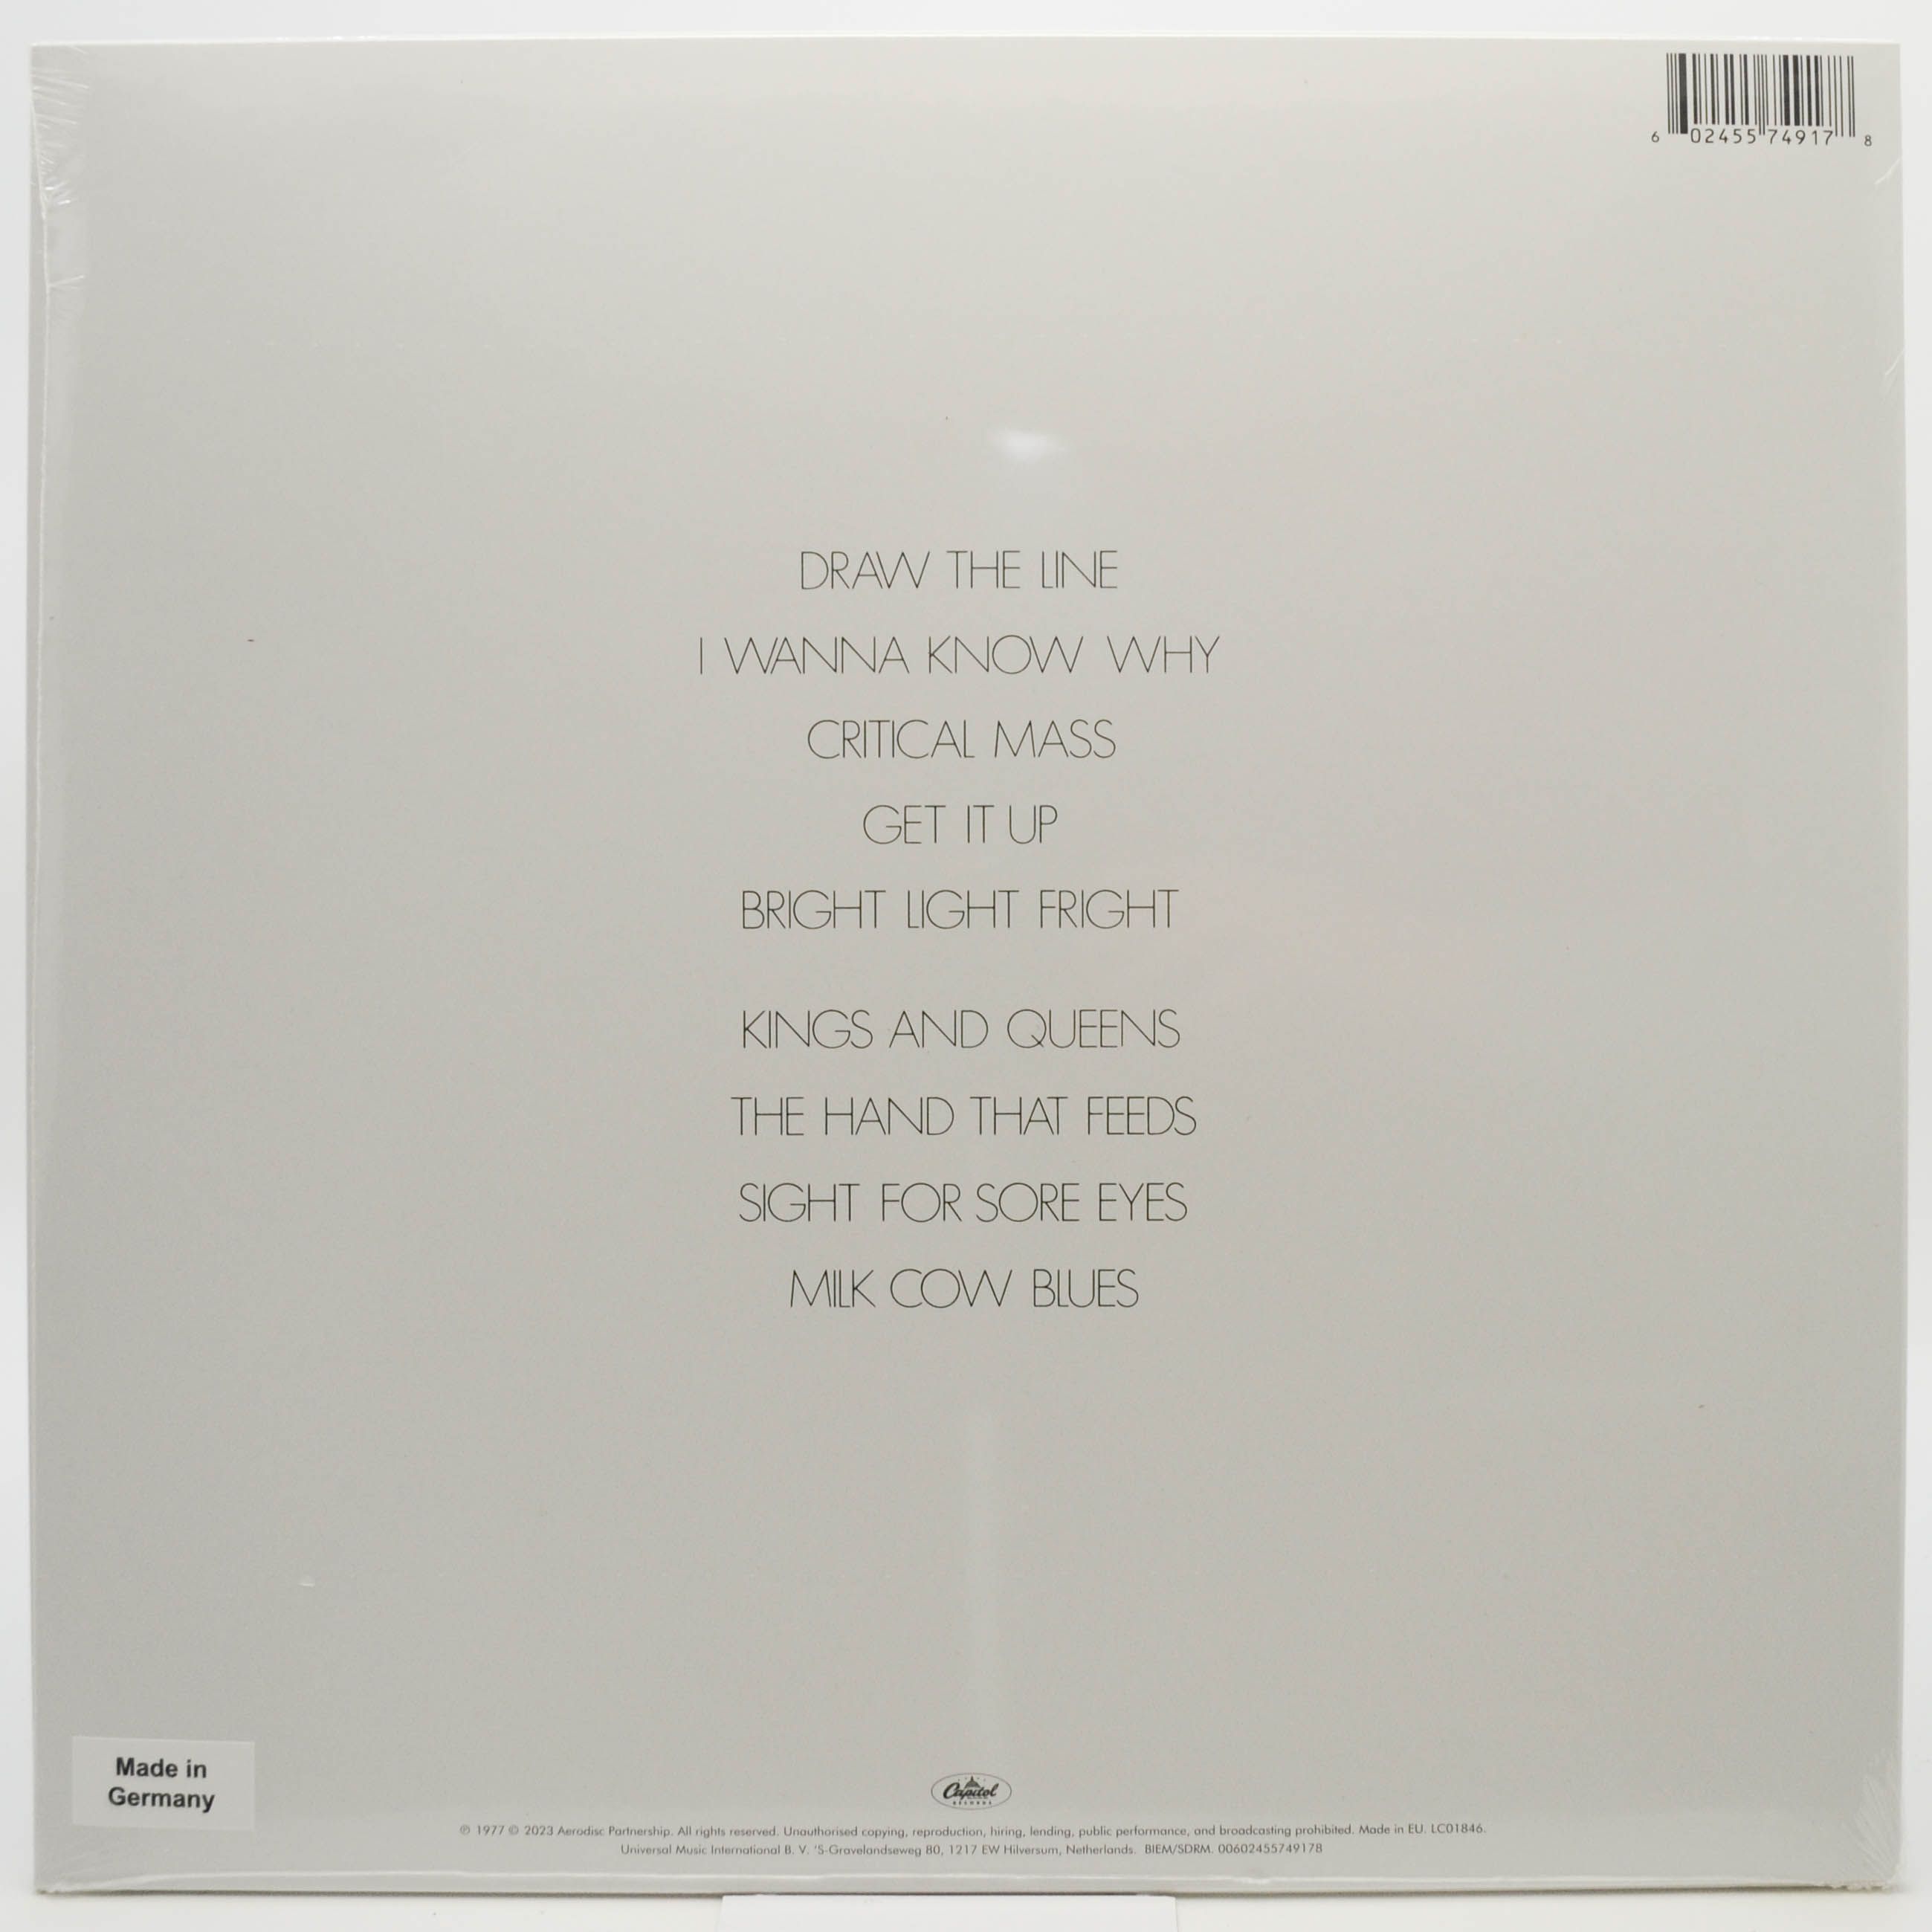 6 02455 74917 8
DRAW THE LINE
I WANNA KNOW WHY
CRITICAL MASS
GET IT UP
BRIGHT LIGHT FRIGHT
KINGS AND QUEENS
THE HAND THAT FEEDS
SIGHT FOR SORE EYES
MILK COW BLUES
Made in
Germany
Capitol
RECORDS
℗ 1977 © 2023 Aerodisc Partnership. All rights reserved. Unauthorised copying, reproduction, hiring, lending, public performance, and broadcasting prohibited. Made in EU. LC01846.
Universal Music International B. V. 'S-Gravelandseweg 80, 1217 EW Hilversum, Netherlands. BIEM/SDRM. 00602455749178